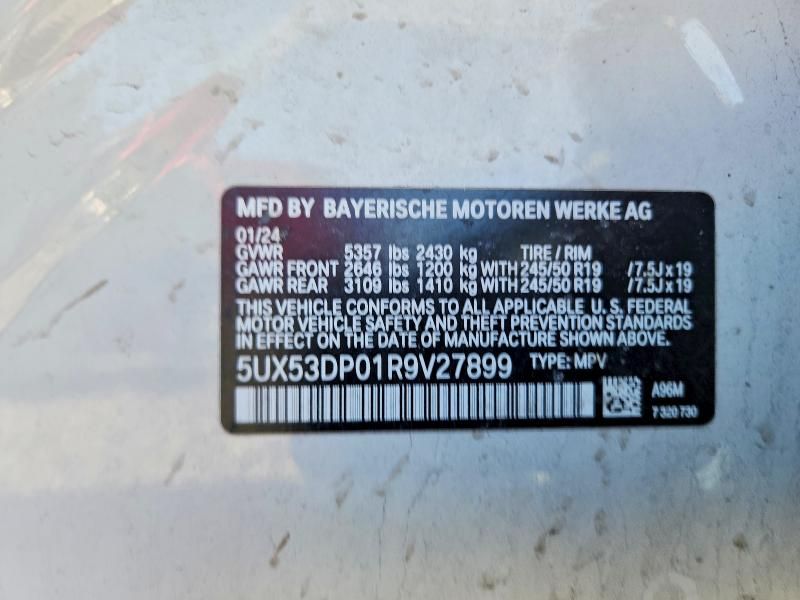 MFD BY BAYERISCHE MOTOREN WERKE AG
01/24
GVWR 5357 lbs 2430 kg TIRE / RIM
GAWR FRONT 2646 lbs 1200 kg WITH 245/50 R19 /7.5J x 19
GAWR REAR 3109 lbs 1410 kg WITH 245/50 R19 /7.5J x 19
THIS VEHICLE CONFORMS TO ALL APPLICABLE U. S. FEDERAL
MOTOR VEHICLE SAFETY AND THEFT PREVENTION STANDARDS
IN EFFECT ON THE DATE OF MANUFACTURE SHOWN ABOVE.
5UX53DP01R9V27899 TYPE: MPV
A96M
7 320 730